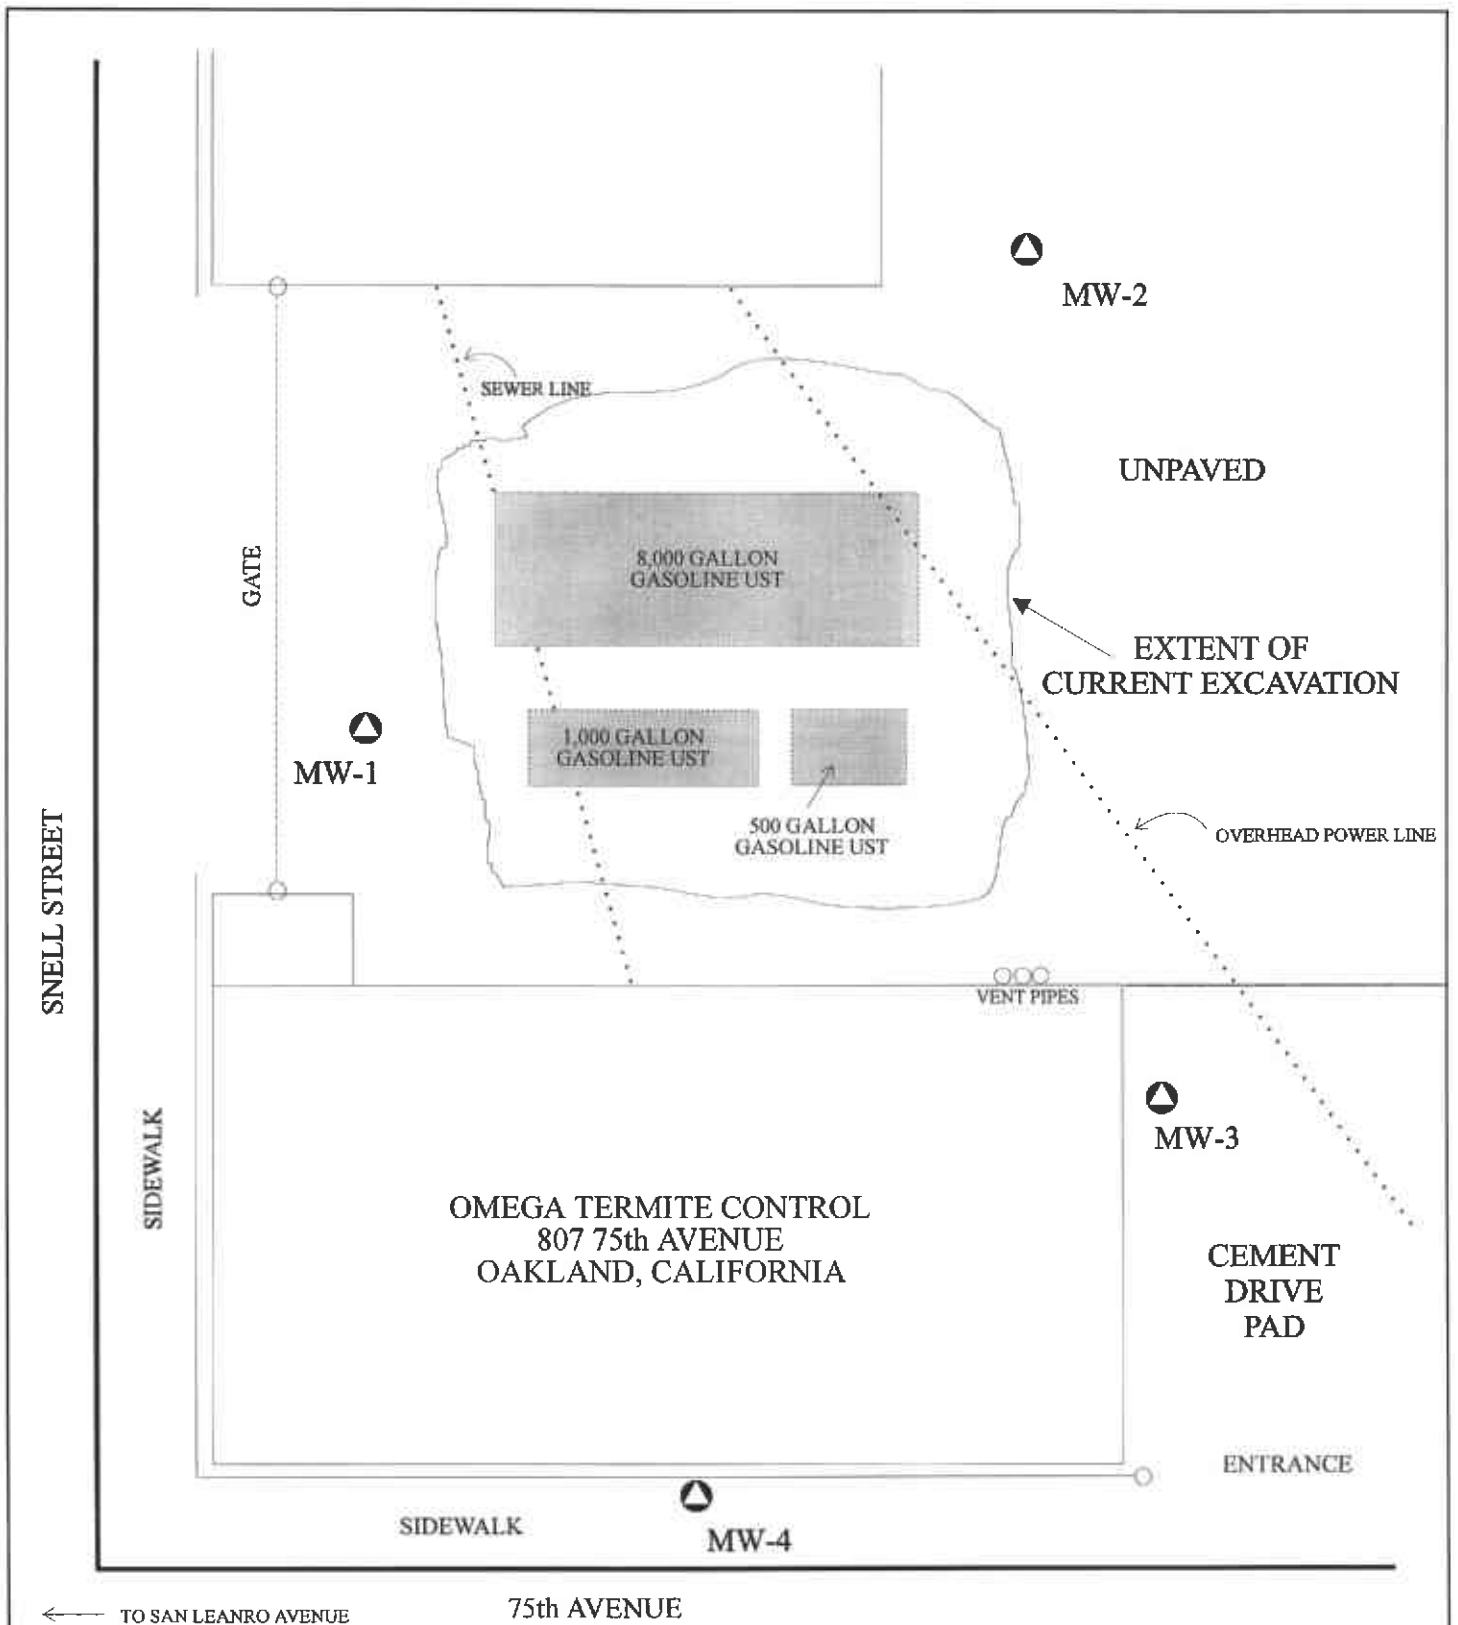 MW-2
SEWER LINE
UNPAVED
8,000 GALLON
GASOLINE UST
GATE
EXTENT OF
CURRENT EXCAVATION
1,000 GALLON
GASOLINE UST
MW-1
500 GALLON
GASOLINE UST
OVERHEAD POWER LINE
SNELL STREET
VENT PIPES
MW-3
SIDEWALK
OMEGA TERMITE CONTROL
807 75th AVENUE
OAKLAND, CALIFORNIA
CEMENT
DRIVE
PAD
ENTRANCE
SIDEWALK
MW-4
75th AVENUE
TO SAN LEANRO AVENUE